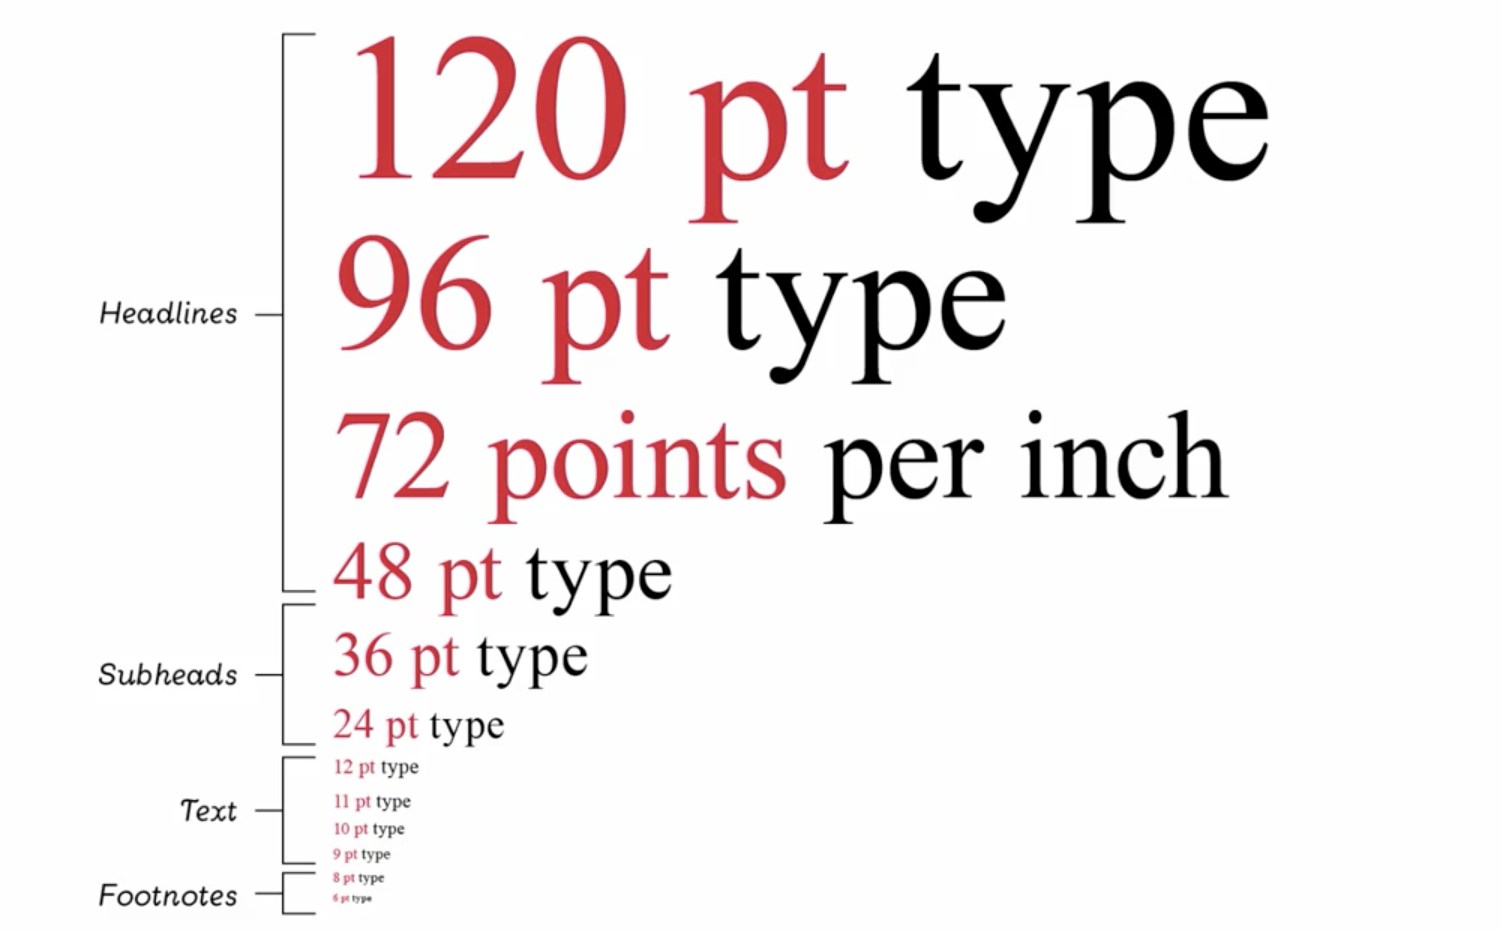 120 pt type
96 pt type
Headlines
72 points per inch
48 pt type
36 pt type
Subheads
24 pt type
12 pt type
11 pt type
Text
10 pt type
9 pt type
8 pt type
Footnotes
6 pt type